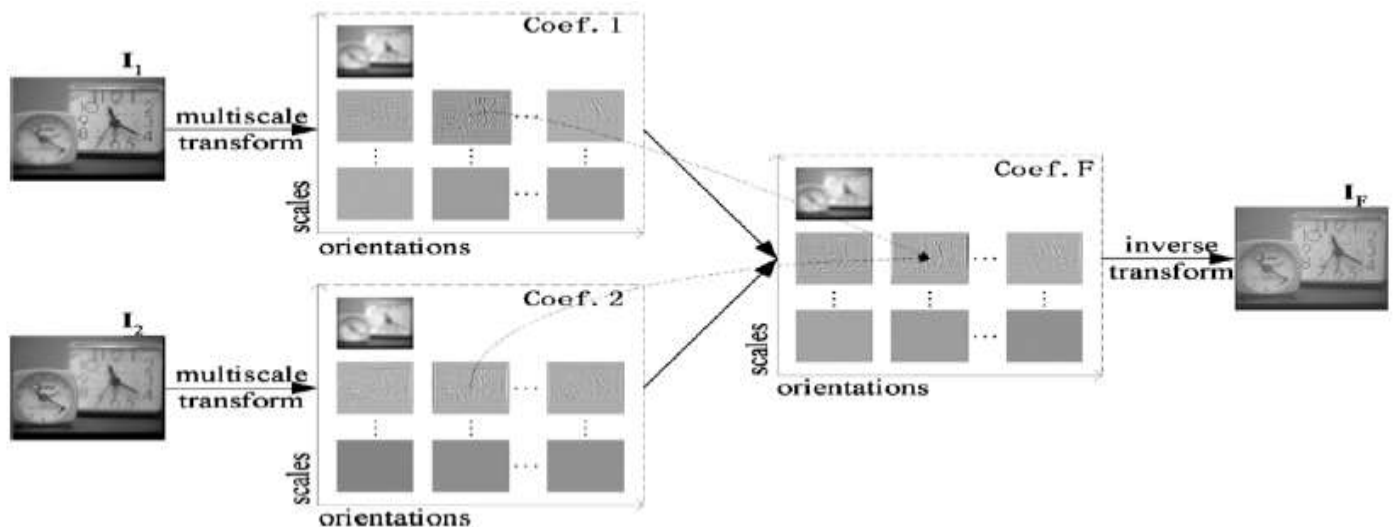 I1
multiscale
transform
Coef. 1
...
scales
...
orientations
I2
multiscale
transform
Coef. 2
...
scales
...
orientations
Coef. F
...
scales
...
orientations
inverse
transform
IF